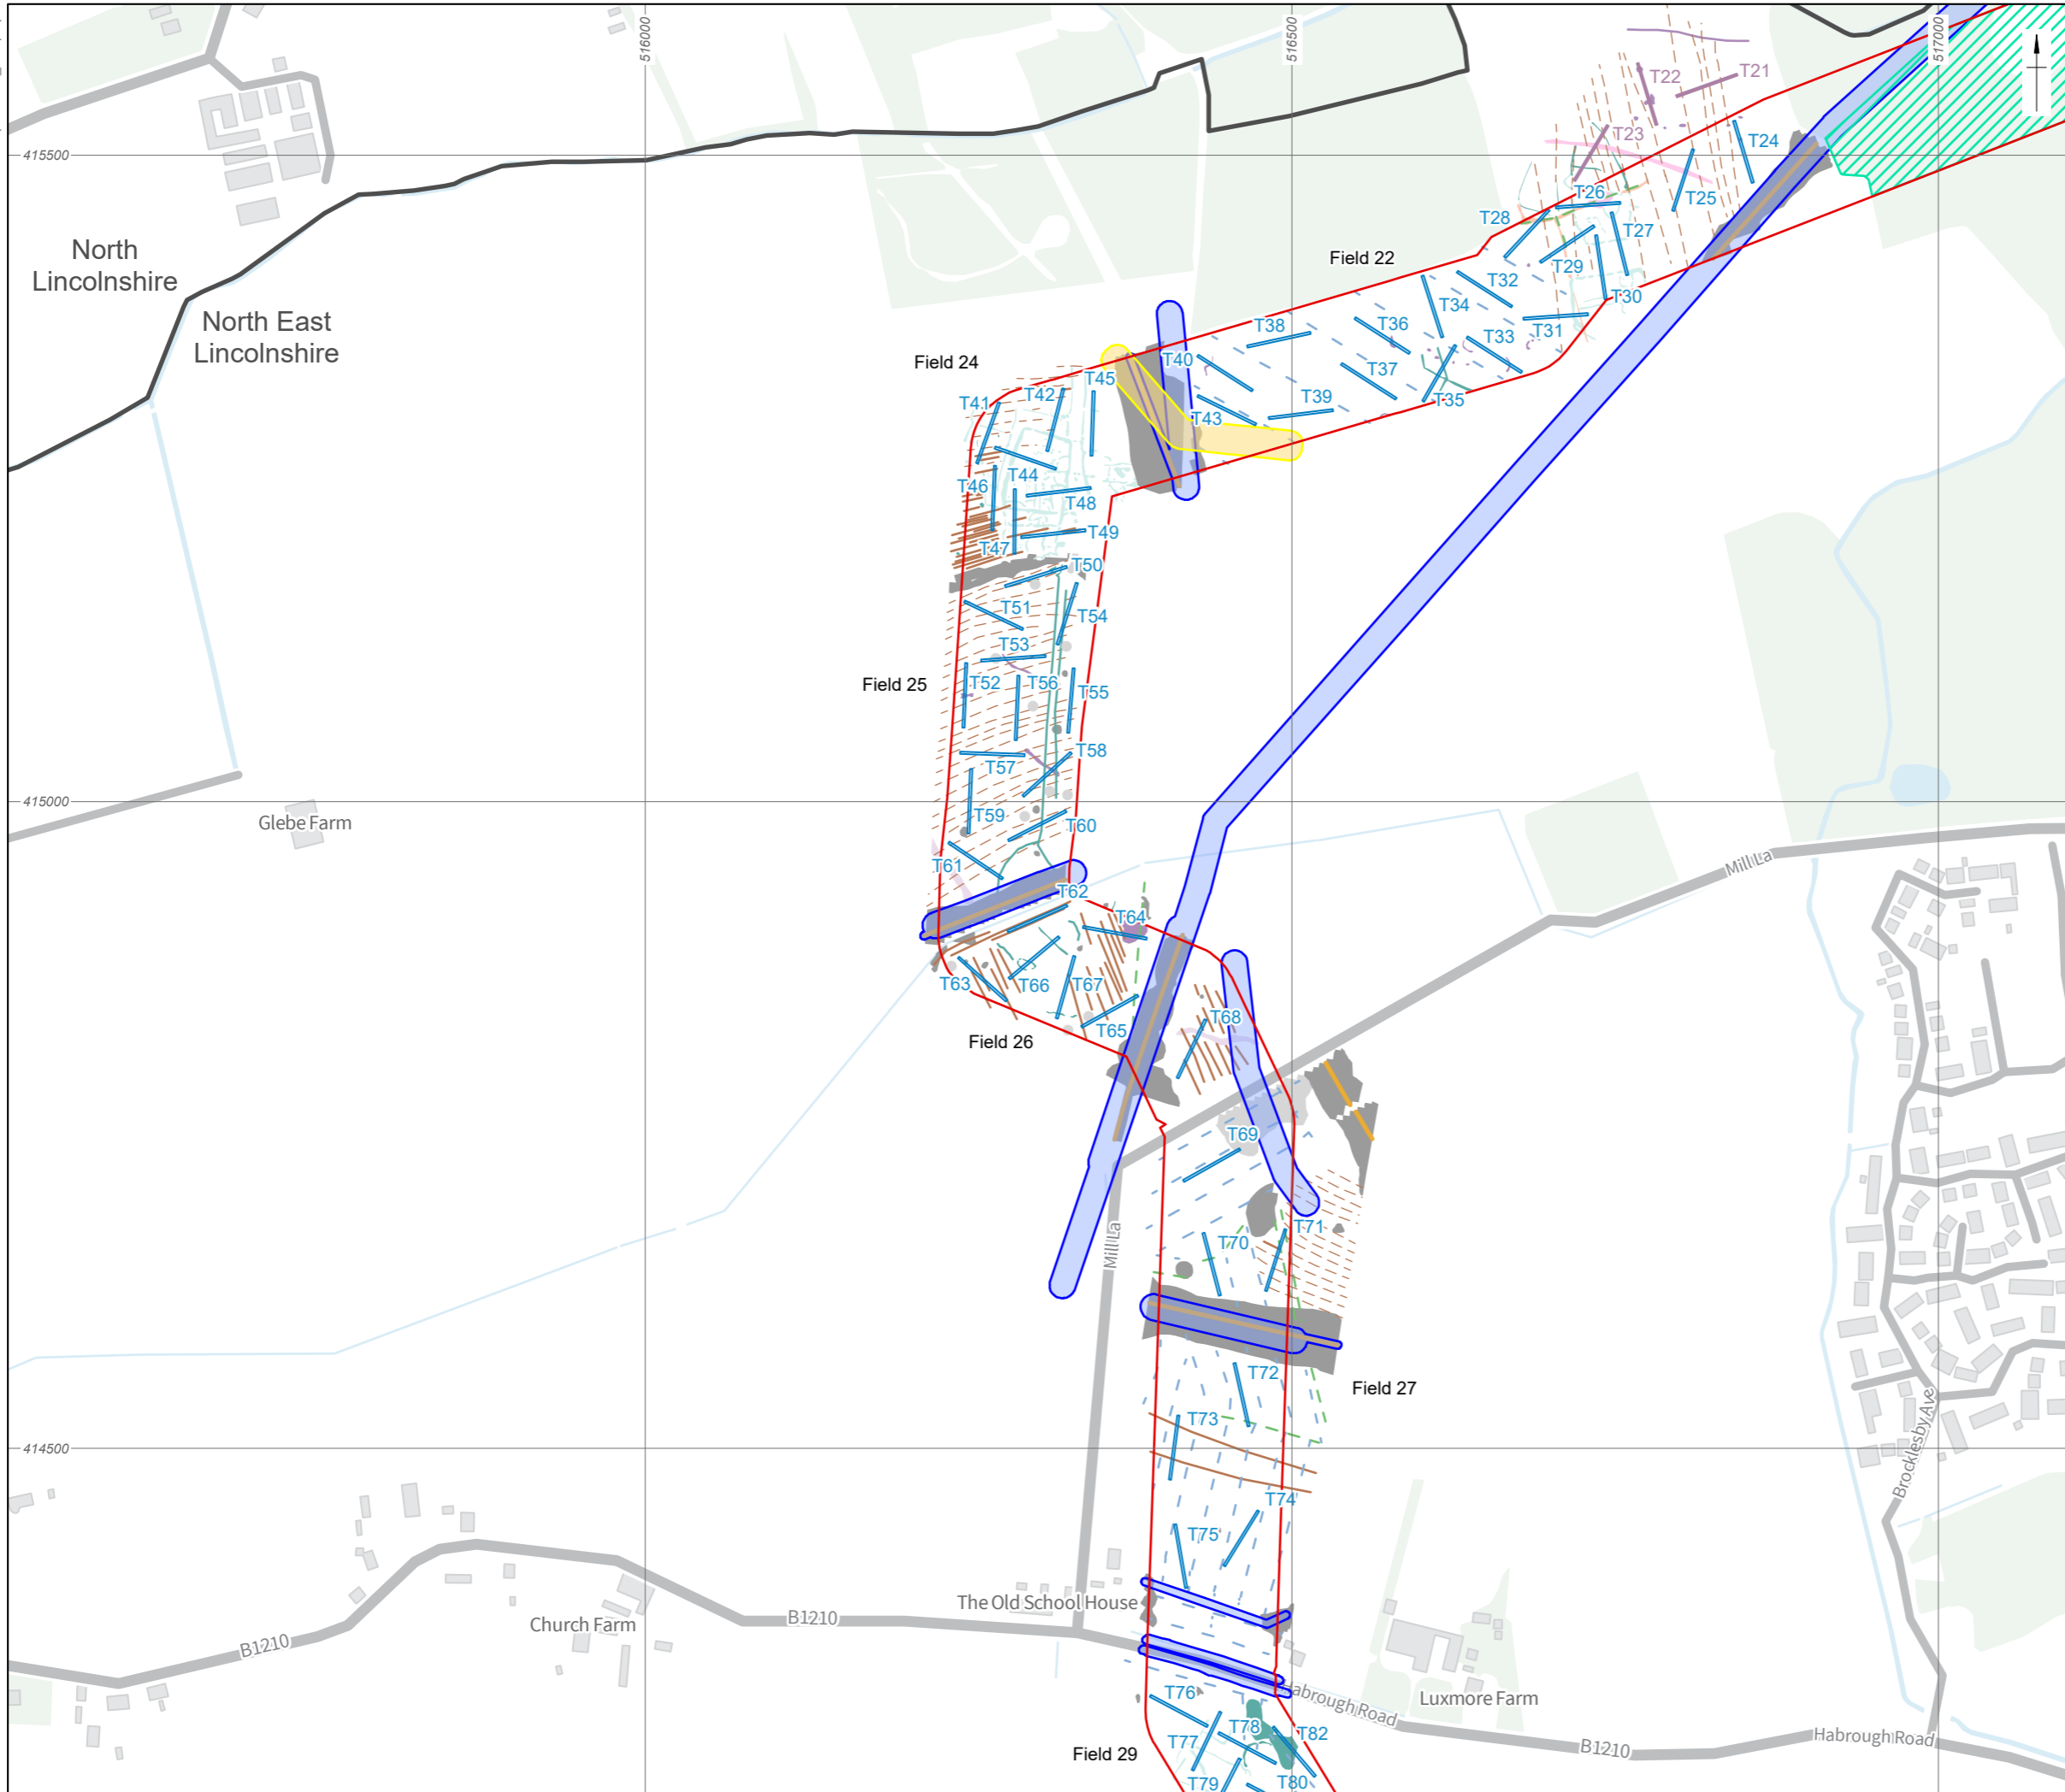 516000
516500
517000
T22
T21
T23
T24
415500
T26
T25
T28
T27
North
Lincolnshire
Field 22
T29
T32
T30
T34
North East
Lincolnshire
T38
T36
T33
T31
Field 24
T40
T45
T37
T42
T41
T39
T35
T43
T44
T46
T48
T49
T47
T50
T51
T54
T53
Field 25
T52
T56
T55
T58
T57
415000
T59
T60
Glebe Farm
T61
Mill La
T62
T64
T63
T66
T67
T68
T65
Field 26
T69
T71
T70
Mill La
T72
Field 27
T73
Brocklesby Ave
414500
T74
T75
The Old School House
Church Farm
B1210
B1210
T76
Habrough Road
Luxmore Farm
T78
T82
T77
Habrough Road
B1210
Field 29
T79
T80